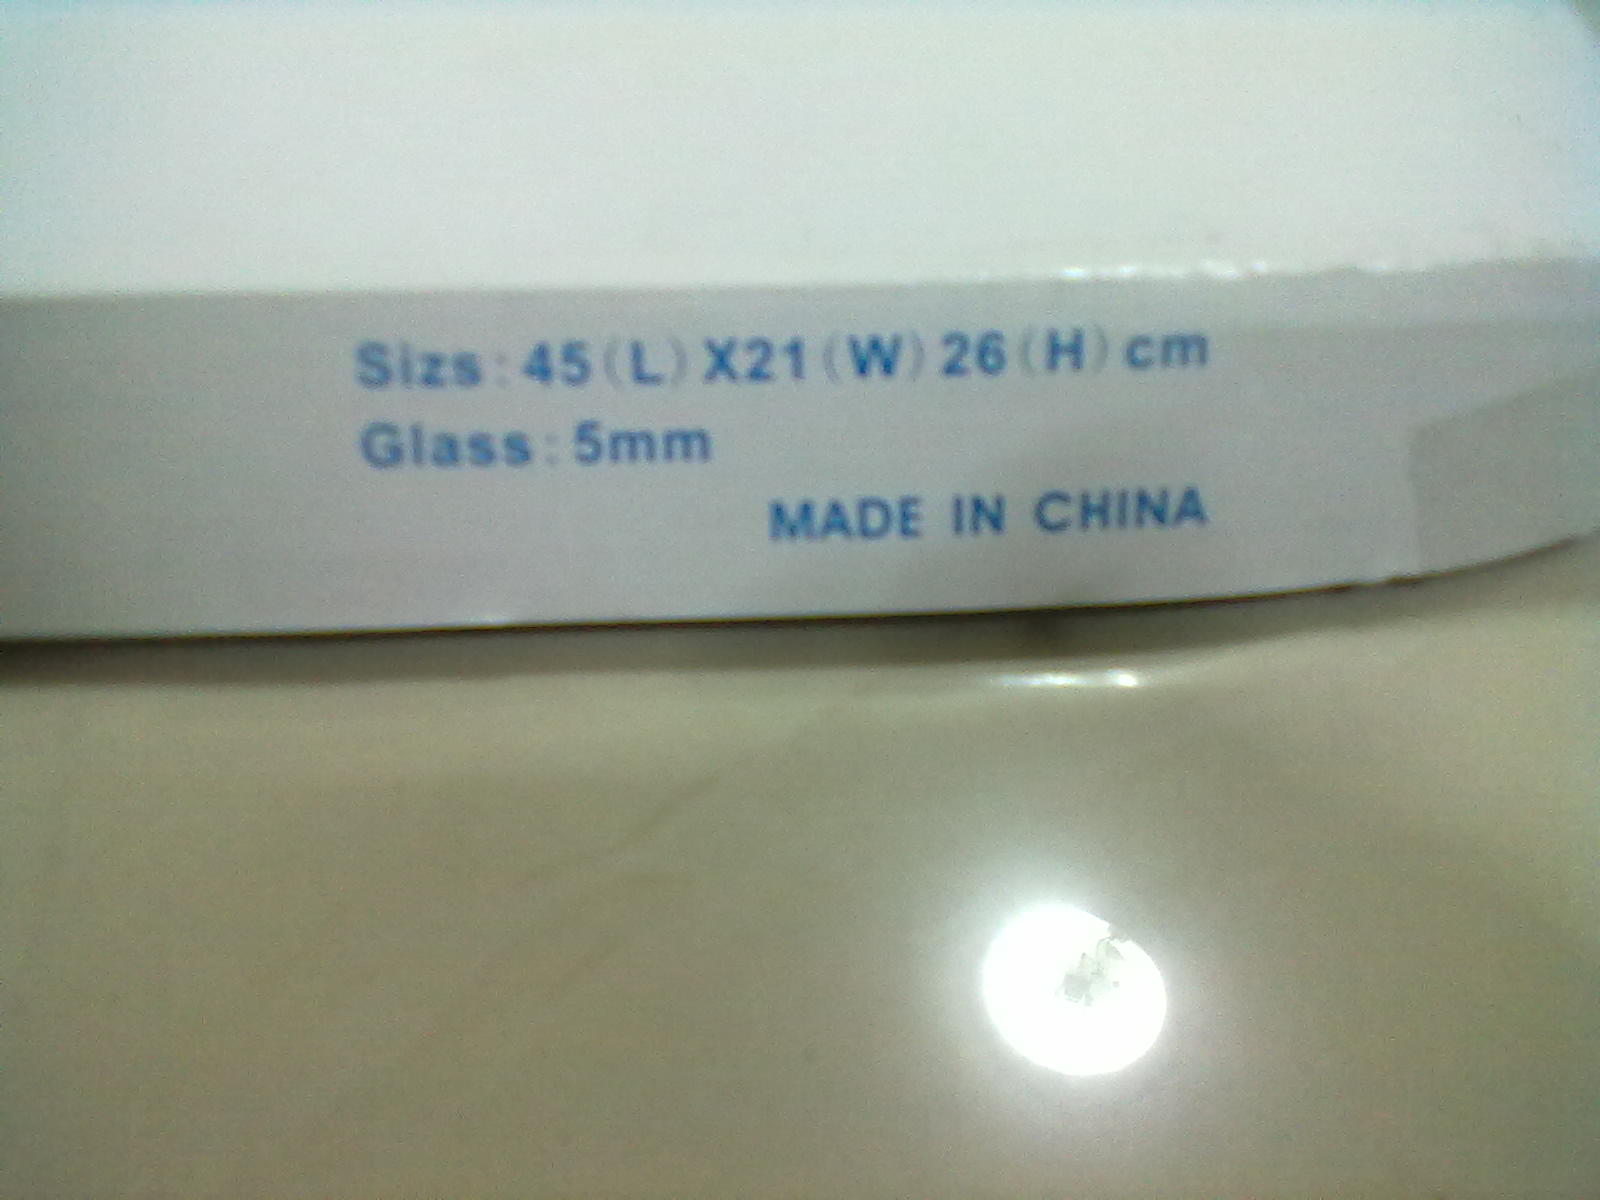 Sizs:45(L)X21(W)26(H)cm
Glass:5mm
MADE IN CHINA